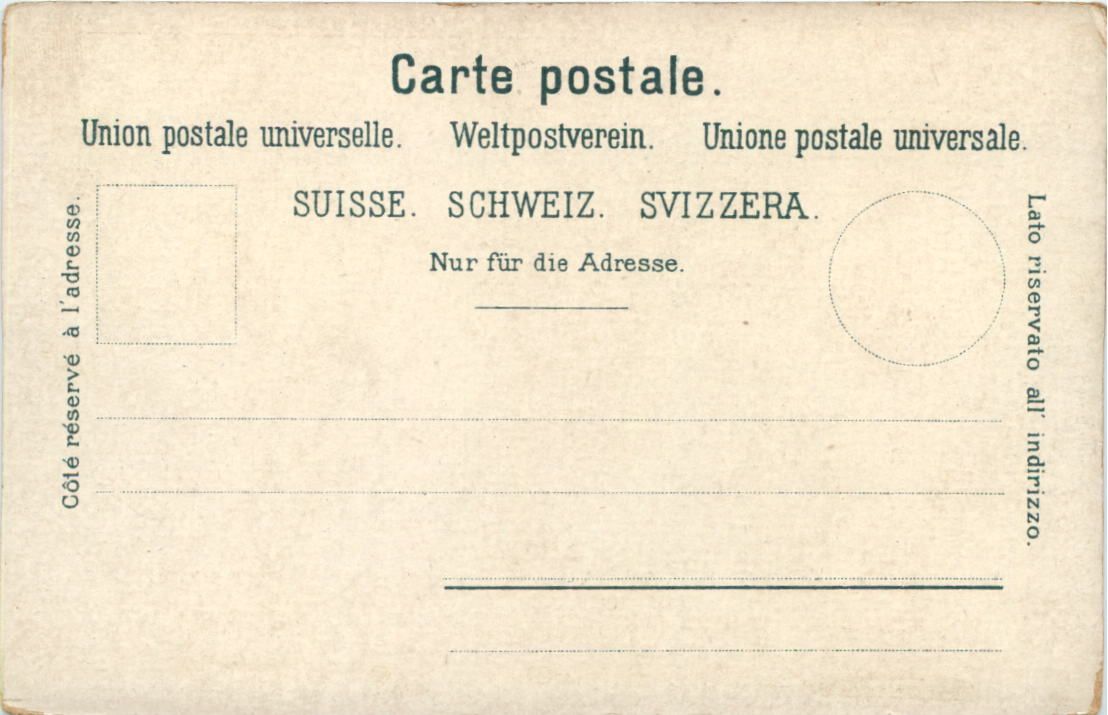 Carte postale.
Union postale universelle. Weltpostverein. Unione postale universale.
SUISSE. SCHWEIZ. SVIZZERA.
Nur für die Adresse.
Côté réservé à l'adresse.
Lato riservato all' indirizzo.